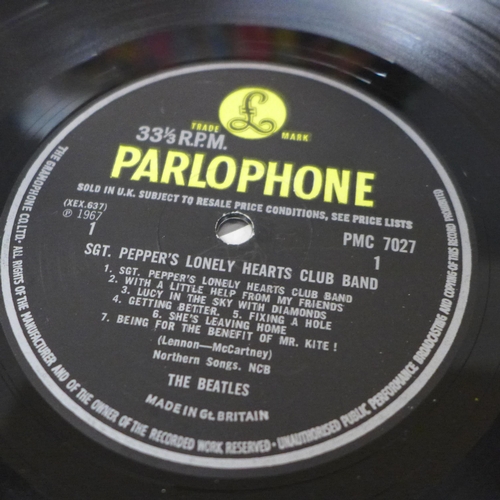 £
TRADE MARK
33⅓ R.P.M.
PARLOPHONE
SOLD IN U.K. SUBJECT TO RESALE PRICE CONDITIONS, SEE PRICE LISTS
(XEX.637)
℗ 1967
1
PMC 7027
1
SGT. PEPPER'S LONELY HEARTS CLUB BAND
1. SGT. PEPPER'S LONELY HEARTS CLUB BAND
2. WITH A LITTLE HELP FROM MY FRIENDS
3. LUCY IN THE SKY WITH DIAMONDS
4. GETTING BETTER. 5. FIXING A HOLE
6. SHE'S LEAVING HOME
7. BEING FOR THE BENEFIT OF MR. KITE!
(Lennon—McCartney)
Northern Songs, NCB
THE BEATLES
MADE IN Gt. BRITAIN
THE GRAMOPHONE CO. LTD · ALL RIGHTS OF THE MANUFACTURER AND OF THE OWNER OF THE RECORDED WORK RESERVED · UNAUTHORISED PUBLIC PERFORMANCE BROADCASTING AND COPYING OF THIS RECORD PROHIBITED